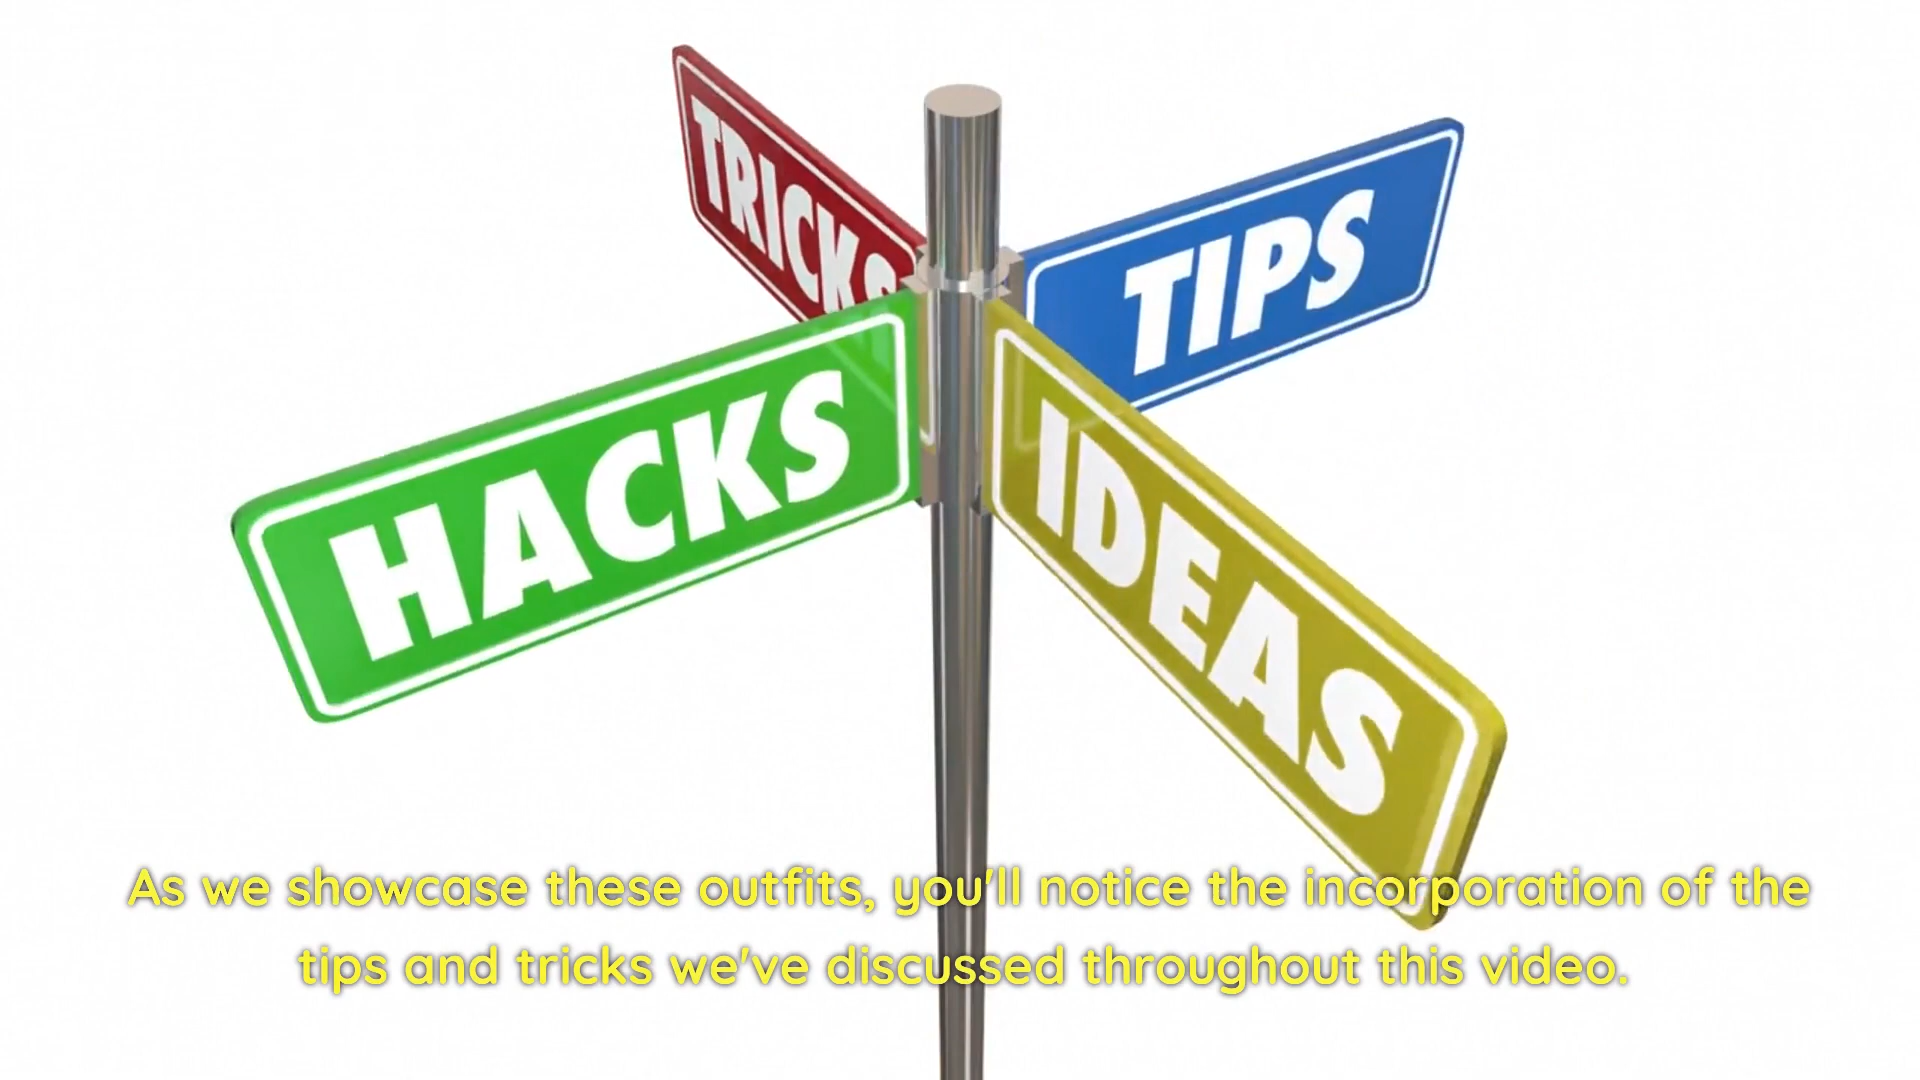 TRICKS
TIPS
HACKS
IDEAS
As we showcase these outfits, you'll notice the incorporation of the
tips and tricks we've discussed throughout this video.